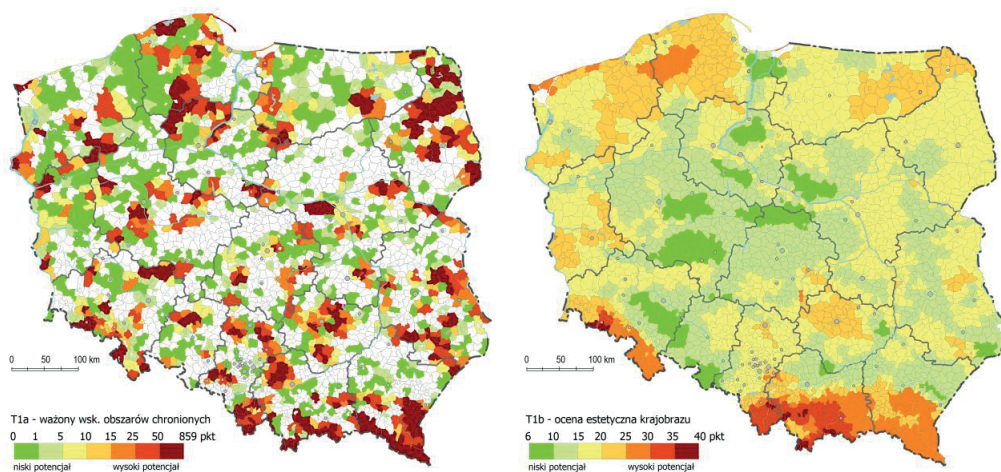 0 50 100 km
T1a - ważony wsk. obszarów chronionych
0 1 5 10 15 25 50 859 pkt
niski potencjał wysoki potencjał
0 50 100 km
T1b - ocena estetyczna krajobrazu
6 10 15 20 25 30 35 40 pkt
niski potencjał wysoki potencjał